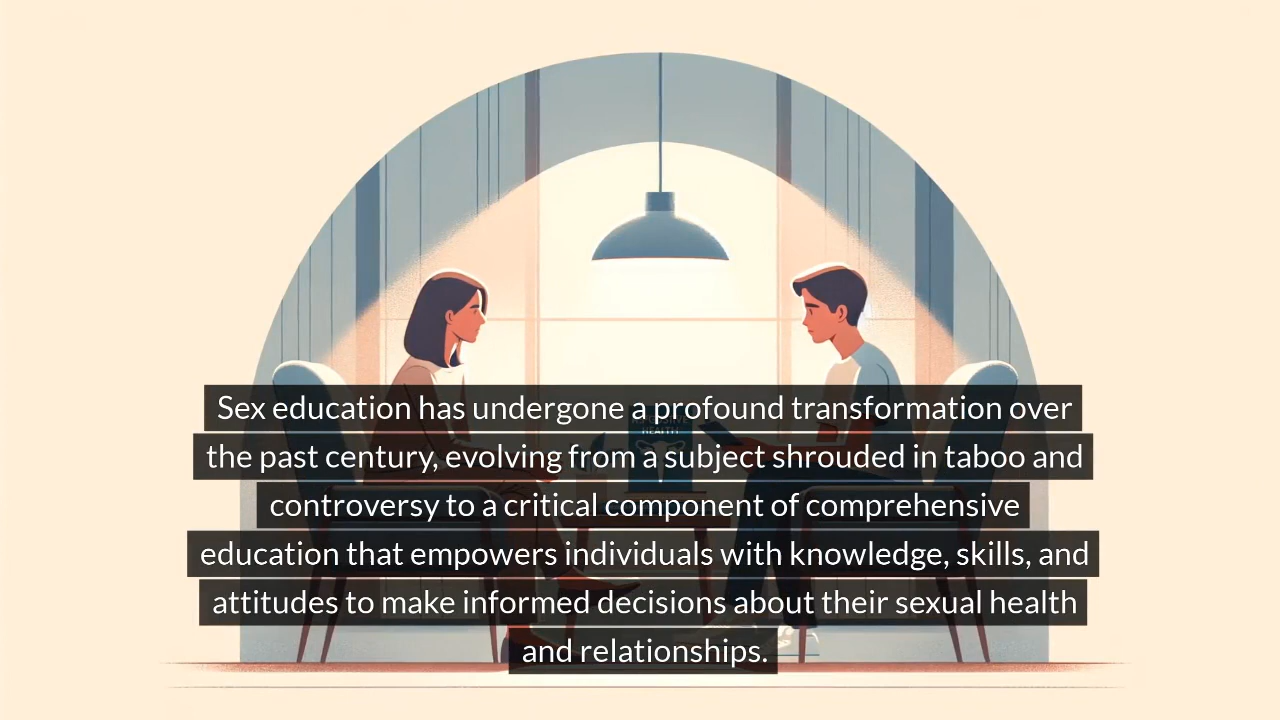 Sex education has undergone a profound transformation over
the past century, evolving from a subject shrouded in taboo and
controversy to a critical component of comprehensive
education that empowers individuals with knowledge, skills, and
attitudes to make informed decisions about their sexual health
and relationships.
HEALTH